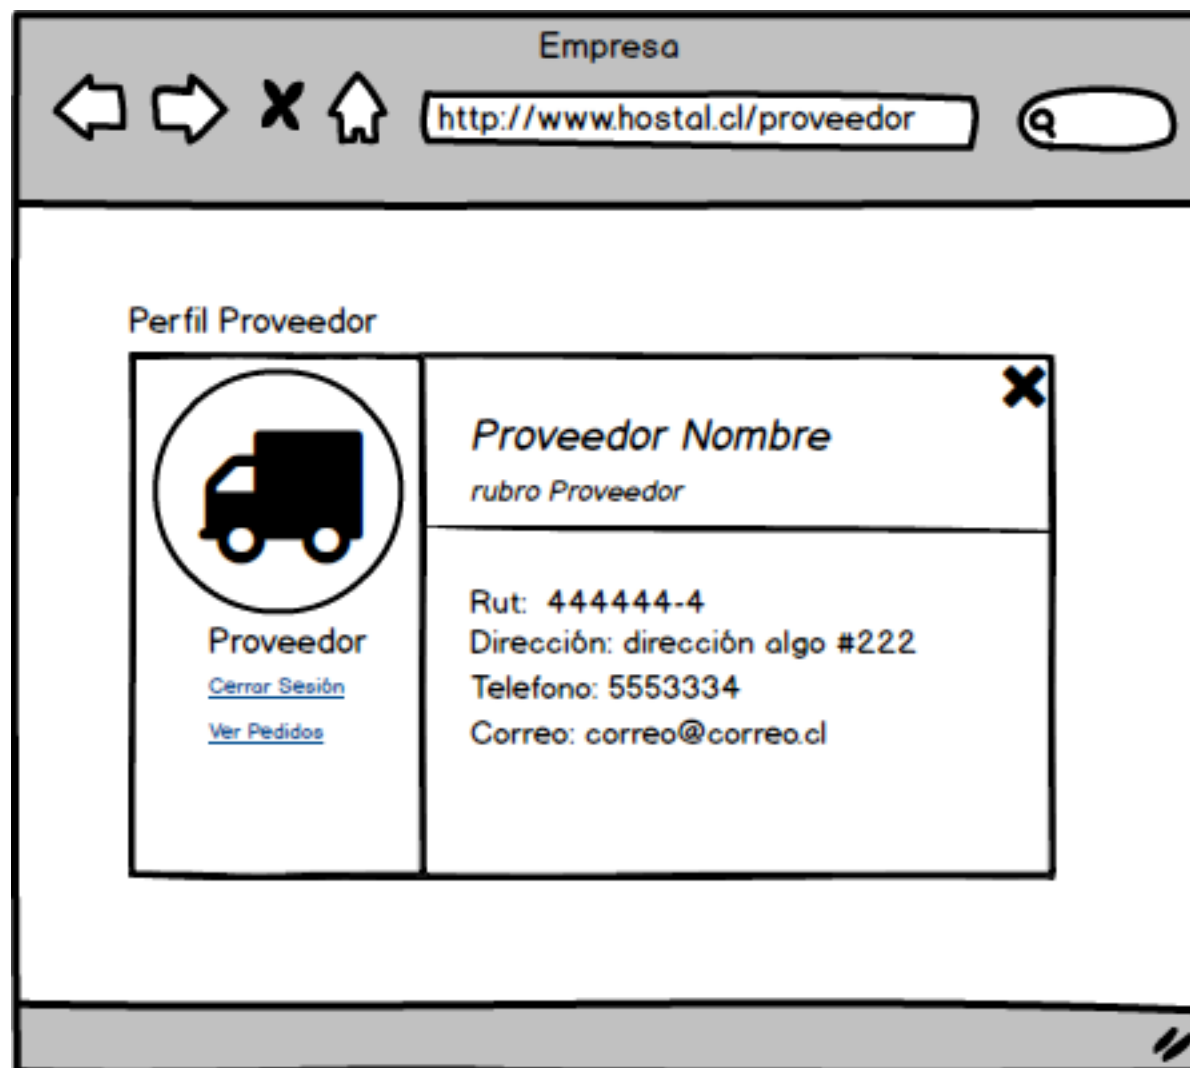 Empresa
http://www.hostal.cl/proveedor
Perfil Proveedor
Proveedor Nombre
rubro Proveedor
Proveedor
Cerrar Sesión
Ver Pedidos
Rut: 444444-4
Dirección: dirección algo #222
Telefono: 5553334
Correo: correo@correo.cl